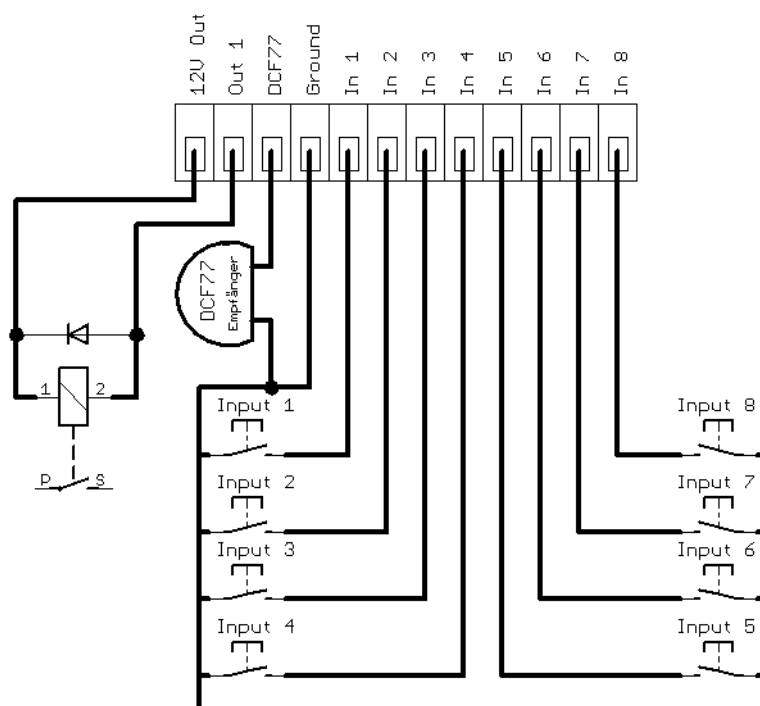 12V Out
Out 1
DCF77
Ground
In 1
In 2
In 3
In 4
In 5
In 6
In 7
In 8
DCF77
Empfänger
1 2
P S
Input 1
Input 2
Input 3
Input 4
Input 8
Input 7
Input 6
Input 5